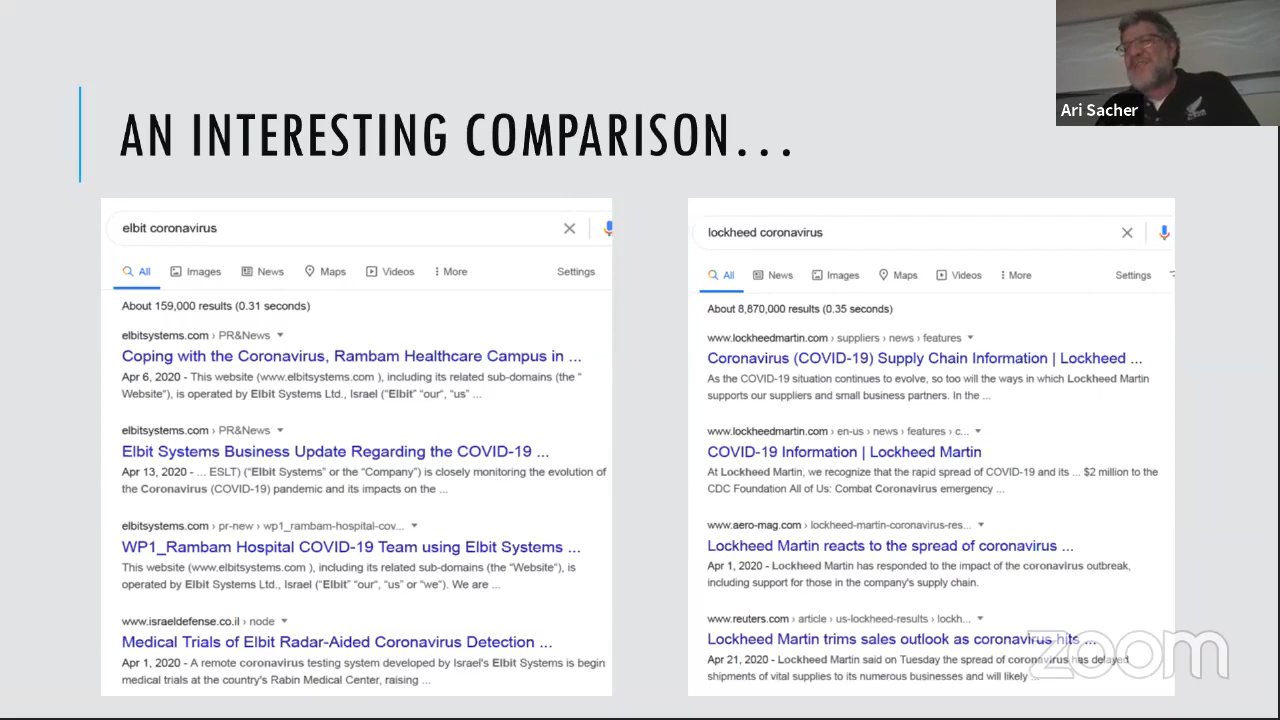 Ari Sacher
AN INTERESTING COMPARISON...
elbit coronavirus
All Images News Maps Videos More Settings
About 159,000 results (0.31 seconds)
elbitsystems.com › PR&News
Coping with the Coronavirus, Rambam Healthcare Campus in ...
Apr 6, 2020 - This website (www.elbitsystems.com ), including its related sub-domains (the “
Website”), is operated by Elbit Systems Ltd., Israel (“Elbit” “our”, “us” ...
elbitsystems.com › PR&News
Elbit Systems Business Update Regarding the COVID-19 ...
Apr 13, 2020 - ... ESLT) (“Elbit Systems” or the “Company”) is closely monitoring the evolution of
the Coronavirus (COVID-19) pandemic and its impacts on the ...
elbitsystems.com › pr-new › wp1_rambam-hospital-cov...
WP1_Rambam Hospital COVID-19 Team using Elbit Systems ...
This website (www.elbitsystems.com ), including its related sub-domains (the “Website”), is
operated by Elbit Systems Ltd., Israel (“Elbit” “our”, “us” or “we”). We are ...
www.israeldefense.co.il › node
Medical Trials of Elbit Radar-Aided Coronavirus Detection ...
Apr 1, 2020 - A remote coronavirus testing system developed by Israel's Elbit Systems is begin
medical trials at the country's Rabin Medical Center, raising ...
lockheed coronavirus
All News Images Maps Videos More Settings
About 8,870,000 results (0.35 seconds)
www.lockheedmartin.com › suppliers › news › features
Coronavirus (COVID-19) Supply Chain Information | Lockheed ...
As the COVID-19 situation continues to evolve, so too will the ways in which Lockheed Martin
supports our suppliers and small business partners. In the ...
www.lockheedmartin.com › en-us › news › features › c...
COVID-19 Information | Lockheed Martin
At Lockheed Martin, we recognize that the rapid spread of COVID-19 and its ... $2 million to the
CDC Foundation All of Us: Combat Coronavirus emergency ...
www.aero-mag.com › lockheed-martin-coronavirus-res...
Lockheed Martin reacts to the spread of coronavirus ...
Apr 1, 2020 - Lockheed Martin has responded to the impact of the coronavirus outbreak,
including support for those in the company's supply chain.
www.reuters.com › article › us-lockheed-results › lockh...
Lockheed Martin trims sales outlook as coronavirus hits ...
Apr 21, 2020 - Lockheed Martin said on Tuesday the spread of coronavirus has delayed
shipments of vital supplies to its numerous businesses and will likely ...
zoom